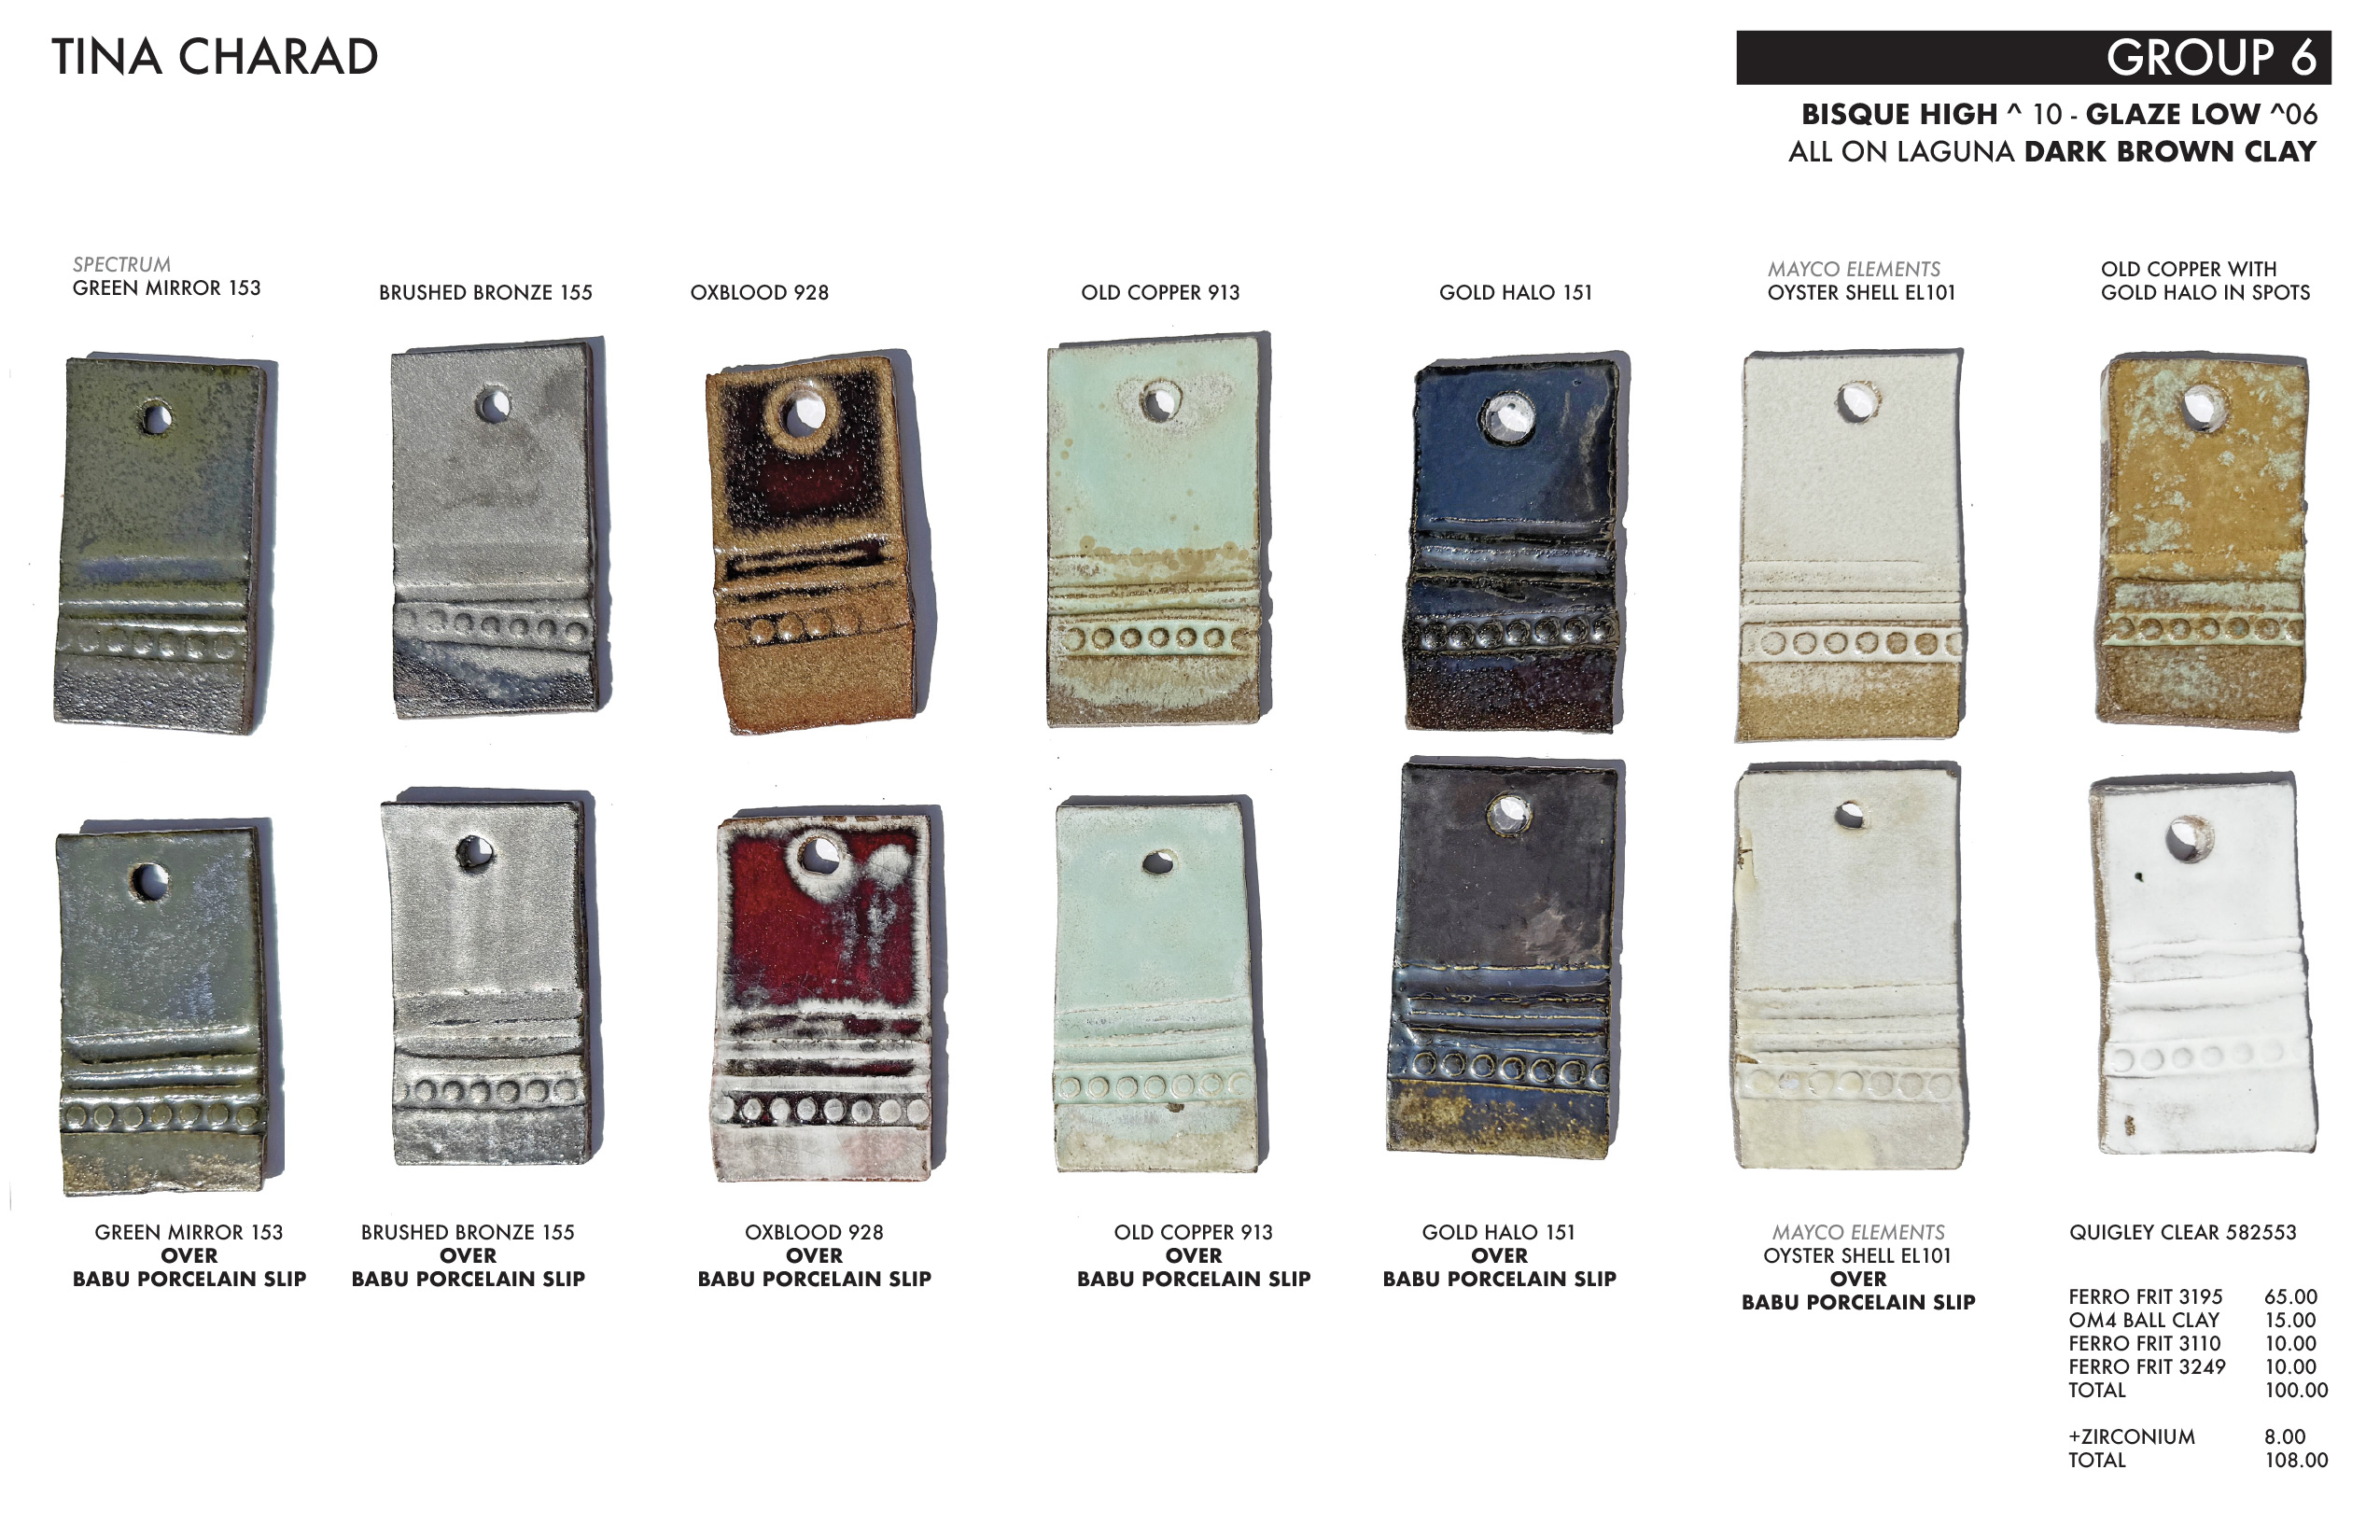 TINA CHARAD
GROUP 6
BISQUE HIGH ^ 10 - GLAZE LOW ^06
ALL ON LAGUNA DARK BROWN CLAY
SPECTRUM
GREEN MIRROR 153
BRUSHED BRONZE 155
OXBLOOD 928
OLD COPPER 913
GOLD HALO 151
MAYCO ELEMENTS
OYSTER SHELL EL101
OLD COPPER WITH
GOLD HALO IN SPOTS
GREEN MIRROR 153
OVER
BABU PORCELAIN SLIP
BRUSHED BRONZE 155
OVER
BABU PORCELAIN SLIP
OXBLOOD 928
OVER
BABU PORCELAIN SLIP
OLD COPPER 913
OVER
BABU PORCELAIN SLIP
GOLD HALO 151
OVER
BABU PORCELAIN SLIP
MAYCO ELEMENTS
OYSTER SHELL EL101
OVER
BABU PORCELAIN SLIP
QUIGLEY CLEAR 582553
FERRO FRIT 3195 65.00
OM4 BALL CLAY 15.00
FERRO FRIT 3110 10.00
FERRO FRIT 3249 10.00
TOTAL 100.00
+ZIRCONIUM 8.00
TOTAL 108.00